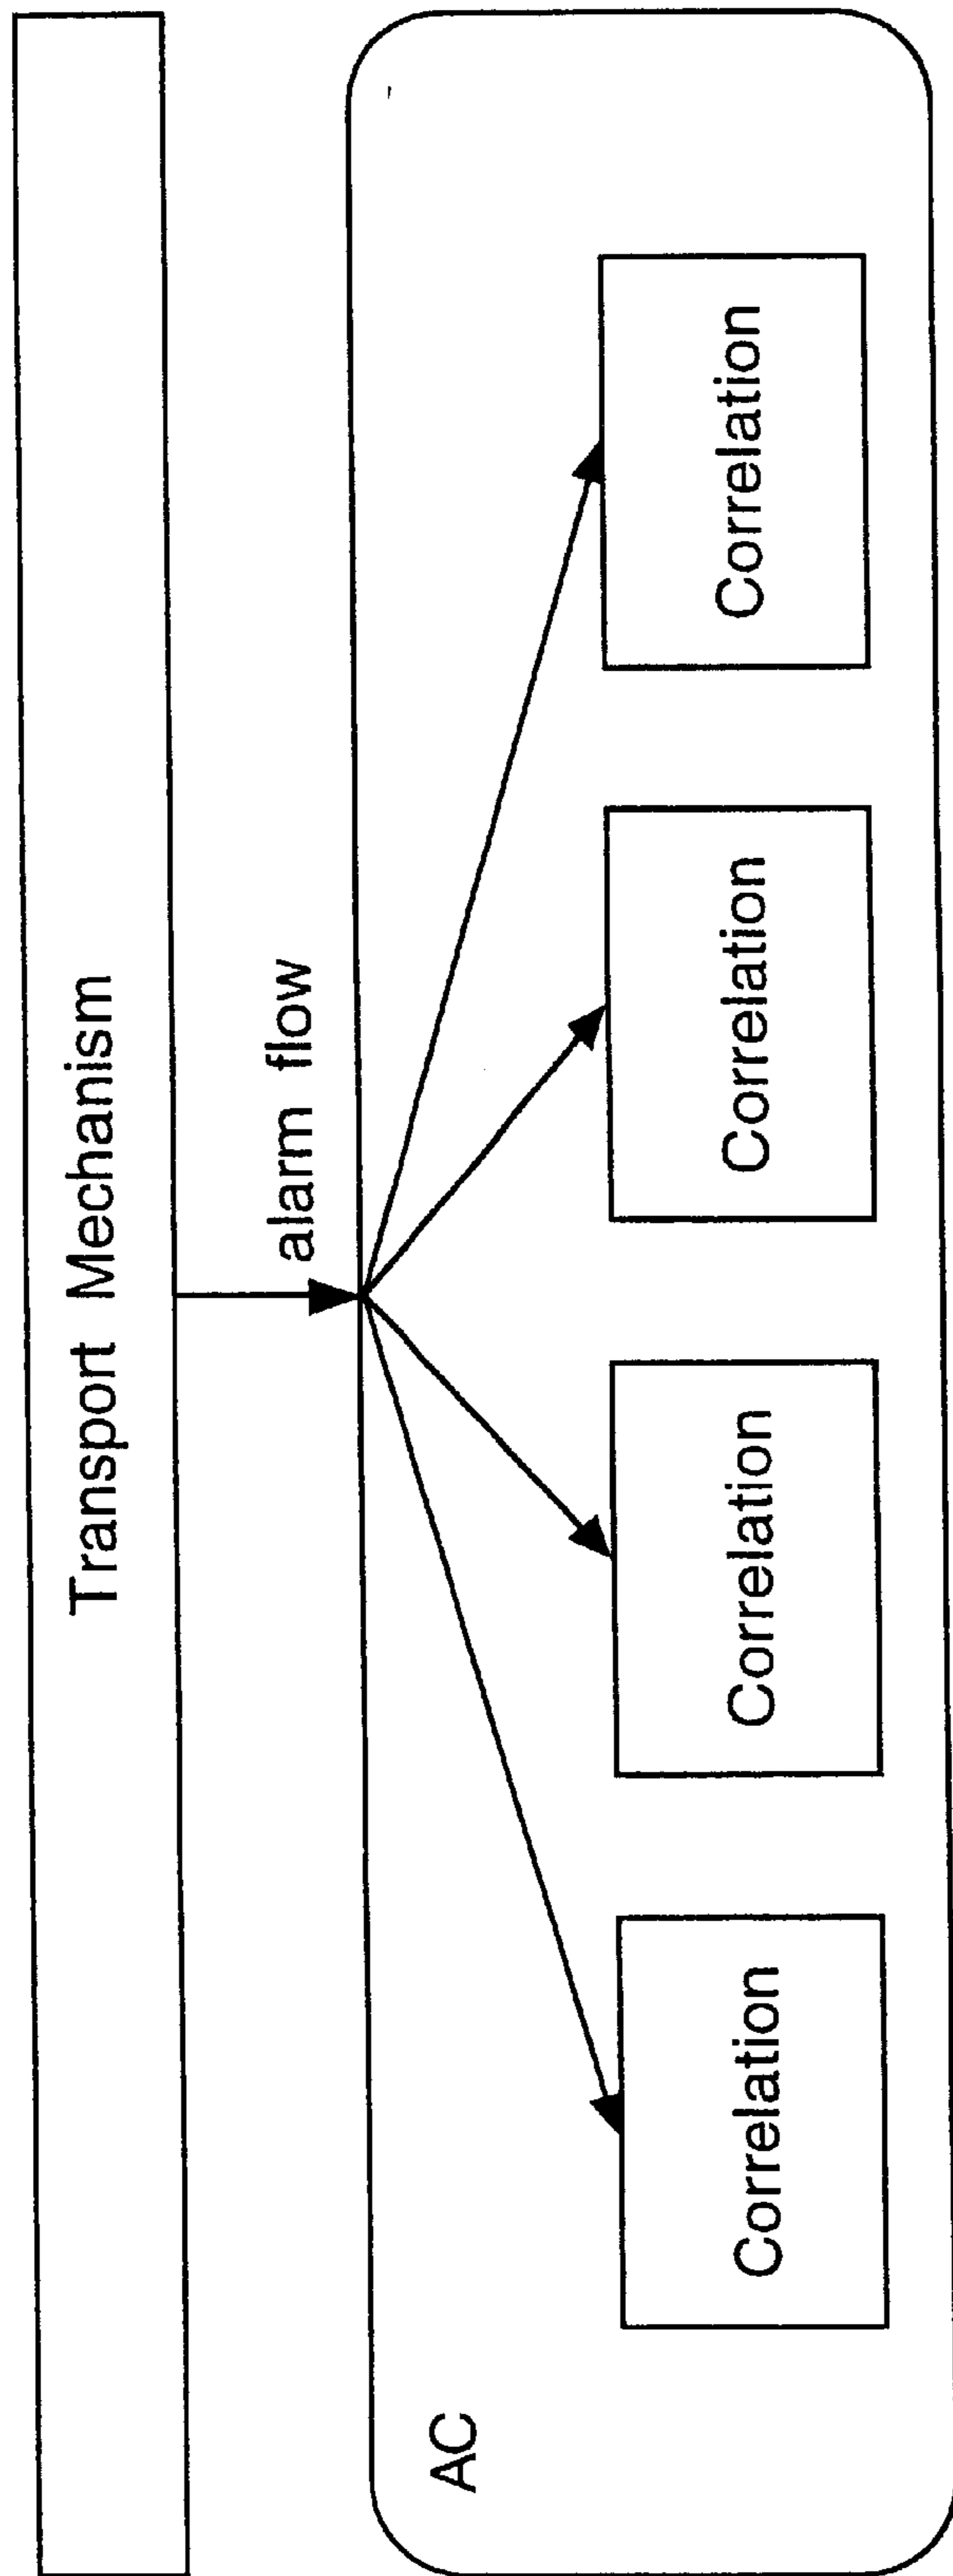 Transport Mechanism
alarm flow
AC
Correlation
Correlation
Correlation
Correlation